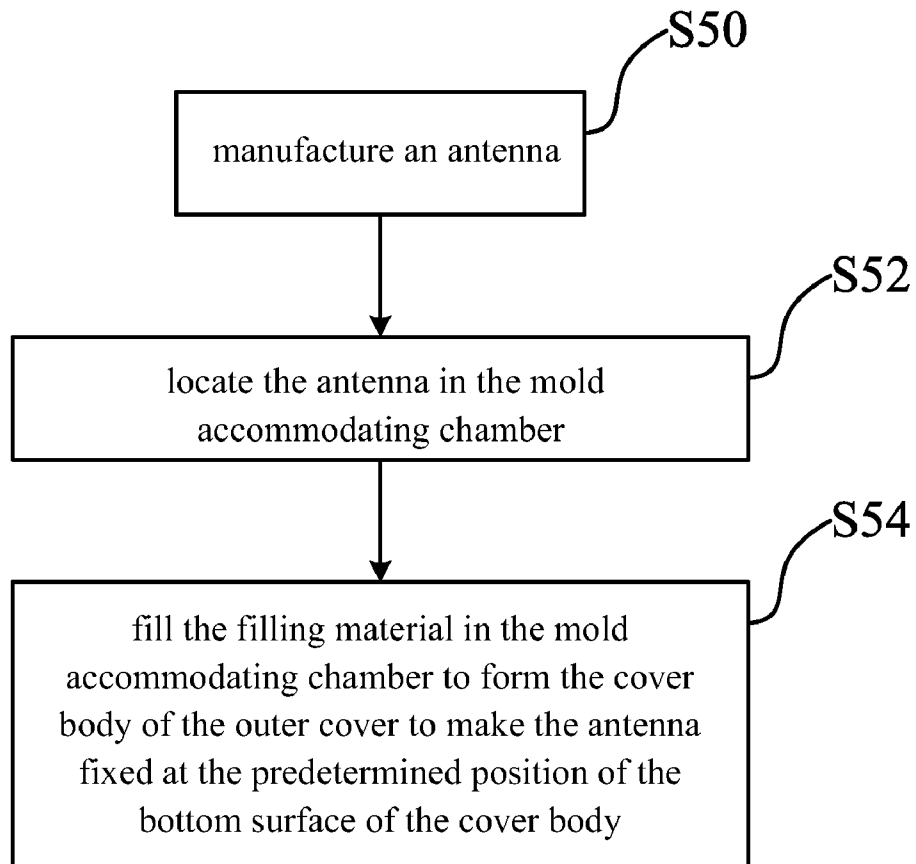 S50
manufacture an antenna
S52
locate the antenna in the mold
accommodating chamber
S54
fill the filling material in the mold
accommodating chamber to form the cover
body of the outer cover to make the antenna
fixed at the predetermined position of the
bottom surface of the cover body